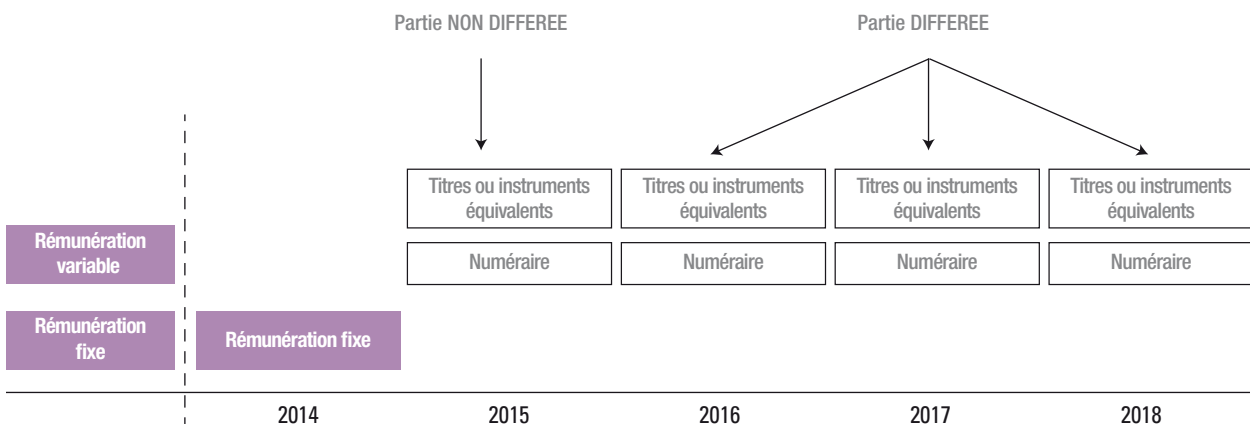 Partie NON DIFFEREE
Partie DIFFEREE
Titres ou instruments
équivalents
Titres ou instruments
équivalents
Titres ou instruments
équivalents
Titres ou instruments
équivalents
Rémunération
variable
Numéraire
Numéraire
Numéraire
Numéraire
Rémunération
fixe
Rémunération fixe
2014
2015
2016
2017
2018